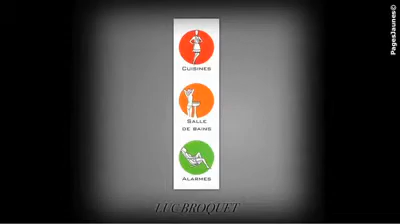 PagesJaunes©
Cuisines
Salle
de bains
Alarmes
LUC BROQUET